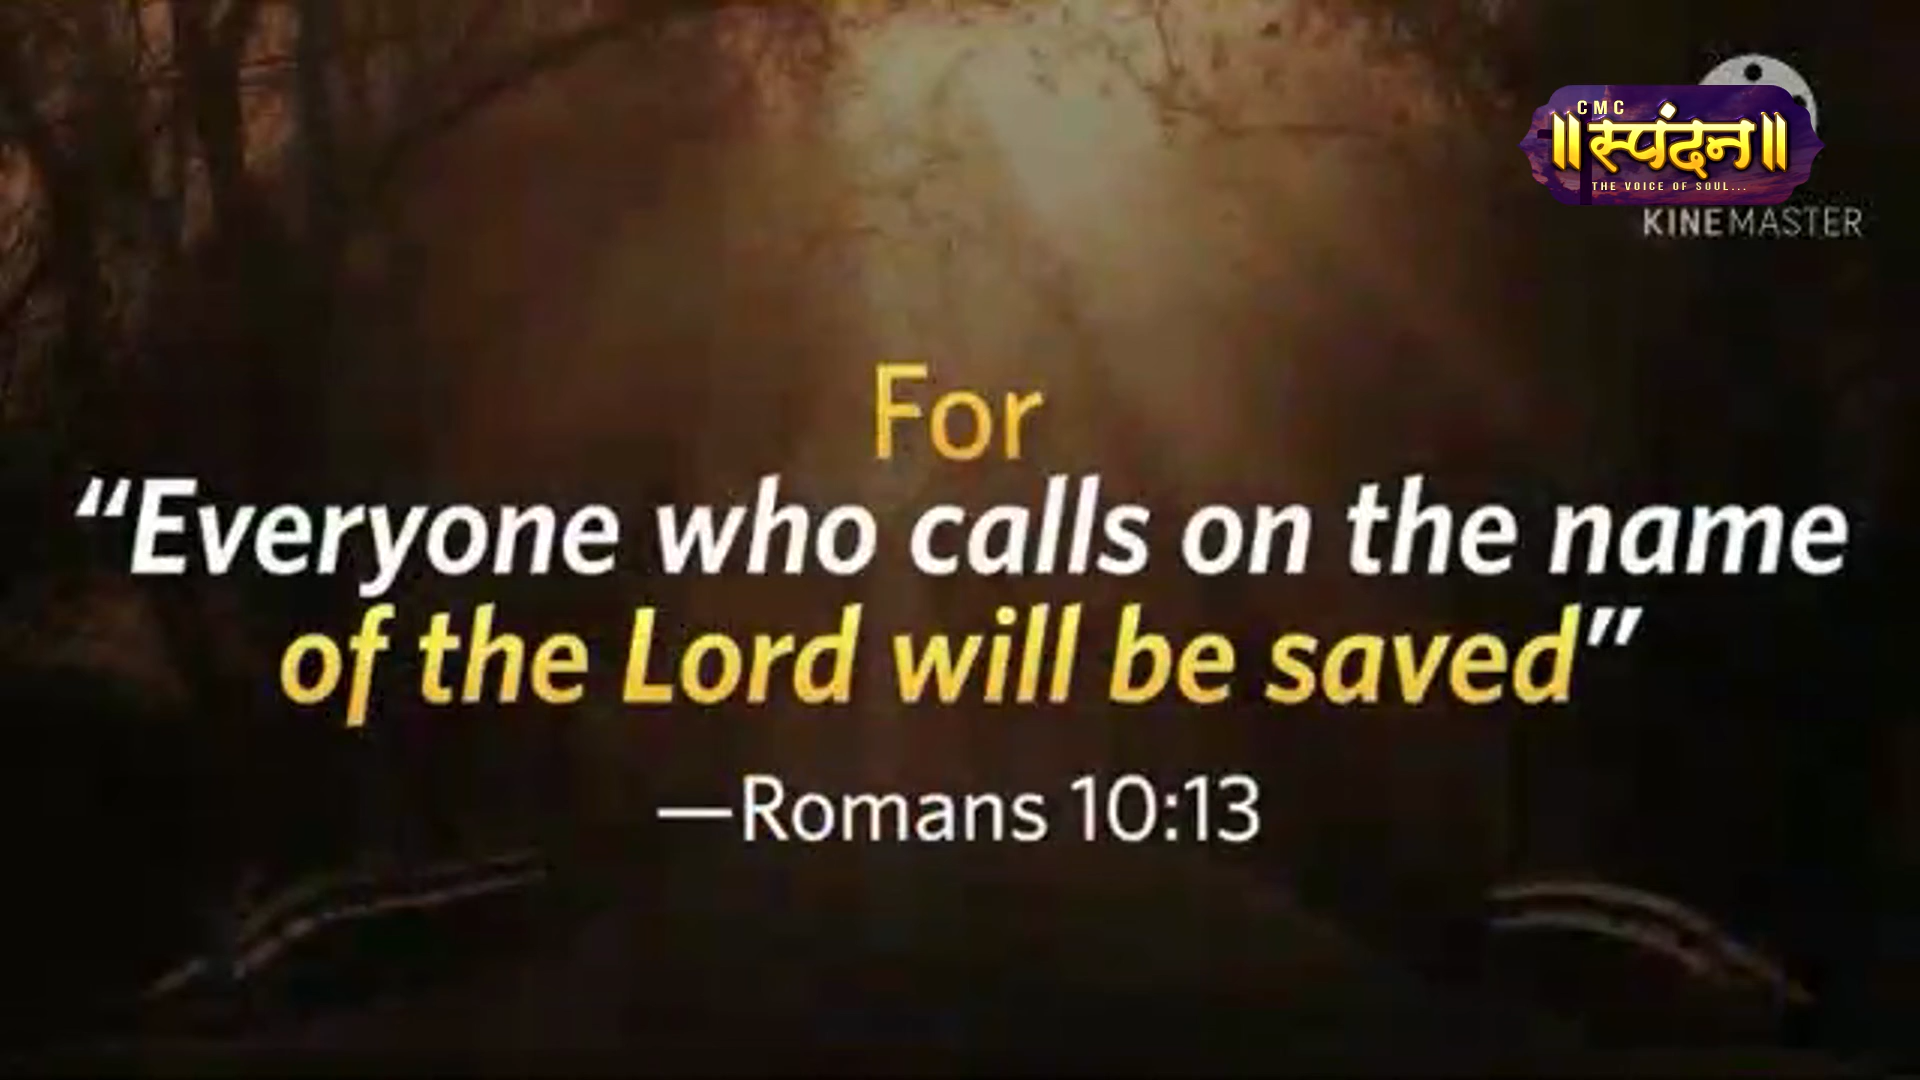 CMC
॥स्पंदन॥
THE VOICE OF SOUL...
KINEMASTER
For
“Everyone who calls on the name
of the Lord will be saved”
—Romans 10:13